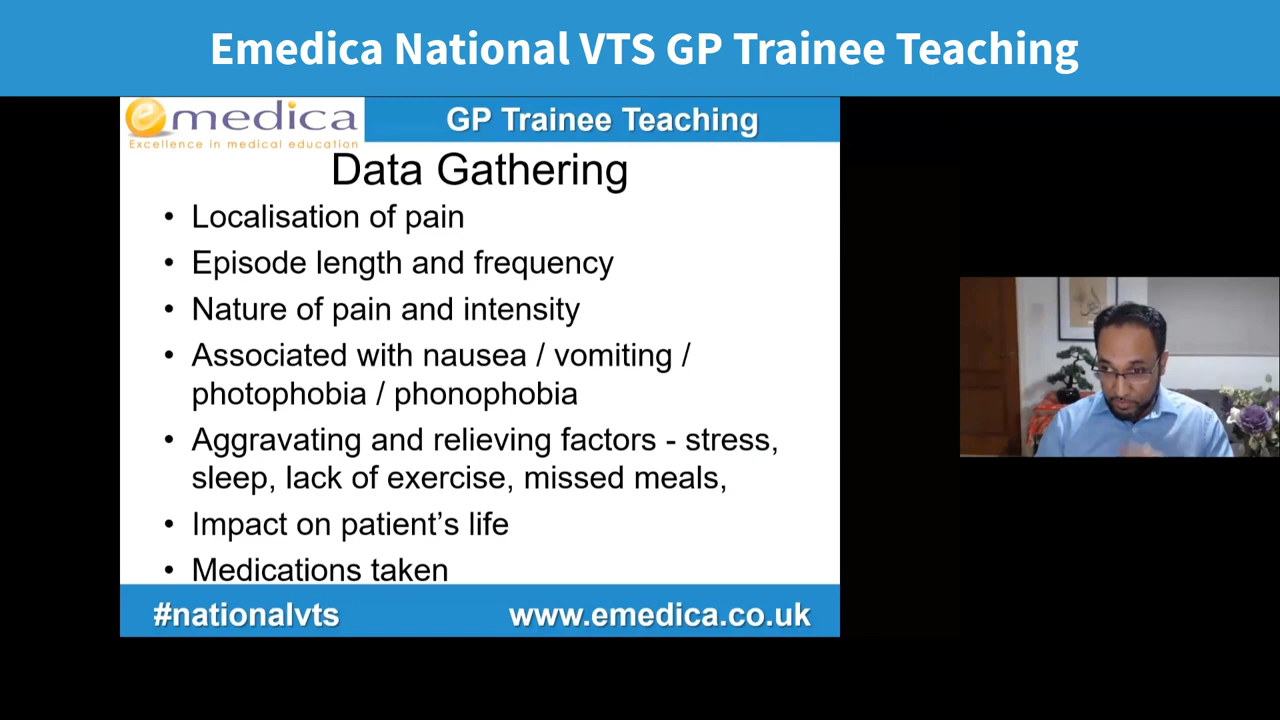 Emedica National VTS GP Trainee Teaching
emedica
Excellence in medical education
GP Trainee Teaching
Data Gathering
• Localisation of pain
• Episode length and frequency
• Nature of pain and intensity
• Associated with nausea / vomiting /
photophobia / phonophobia
• Aggravating and relieving factors - stress,
sleep, lack of exercise, missed meals,
• Impact on patient's life
• Medications taken
#nationalvts
www.emedica.co.uk